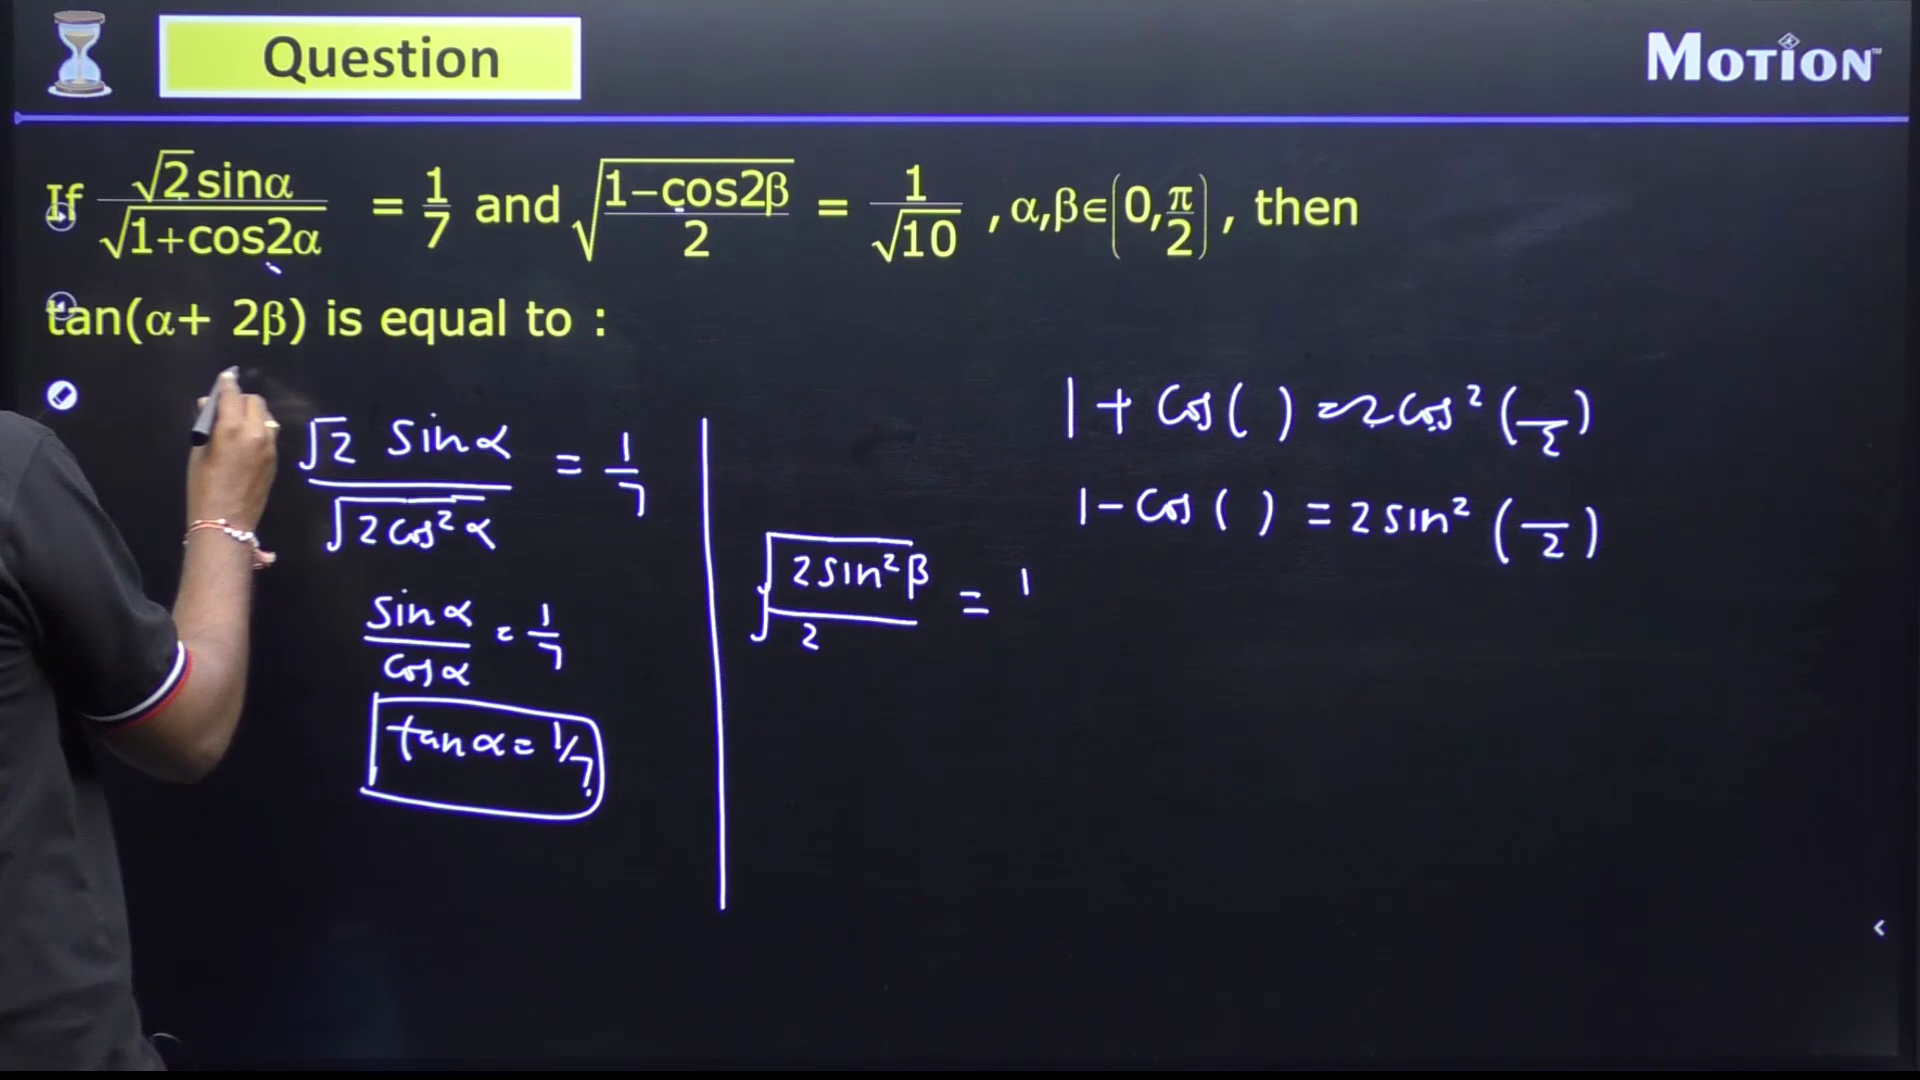 Question
MOTION™
If √2sinα/√1+cos2α = 1/7 and √(1−cos2β)/2 = 1/√10 , α,β∈(0,π/2) , then
tan(α+ 2β) is equal to :
√2 Sinα/√2cos²α = 1/7
Sinα/Cosα = 1/7
tanα = 1/7
√2sin²β/2 = 1
1 + Cos( ) = 2Cos²(—/2)
1 − Cos( ) = 2sin²(—/2)
<